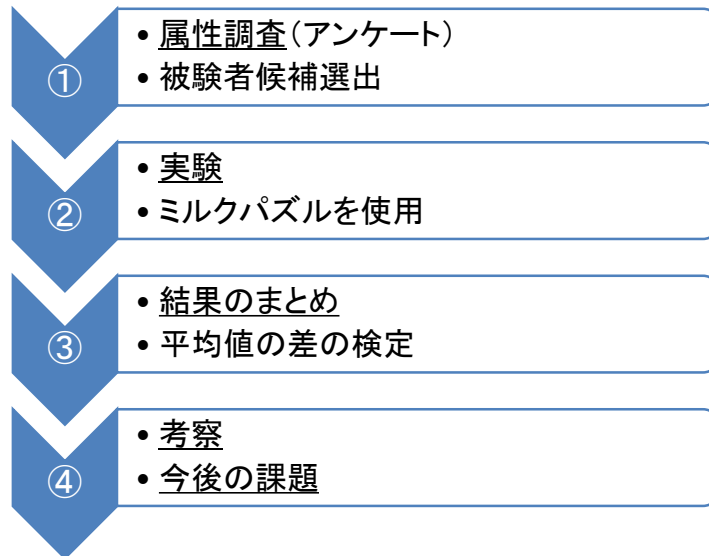 ①
• 属性調査(アンケート)
• 被験者候補選出
②
• 実験
• ミルクパズルを使用
③
• 結果のまとめ
• 平均値の差の検定
④
• 考察
• 今後の課題